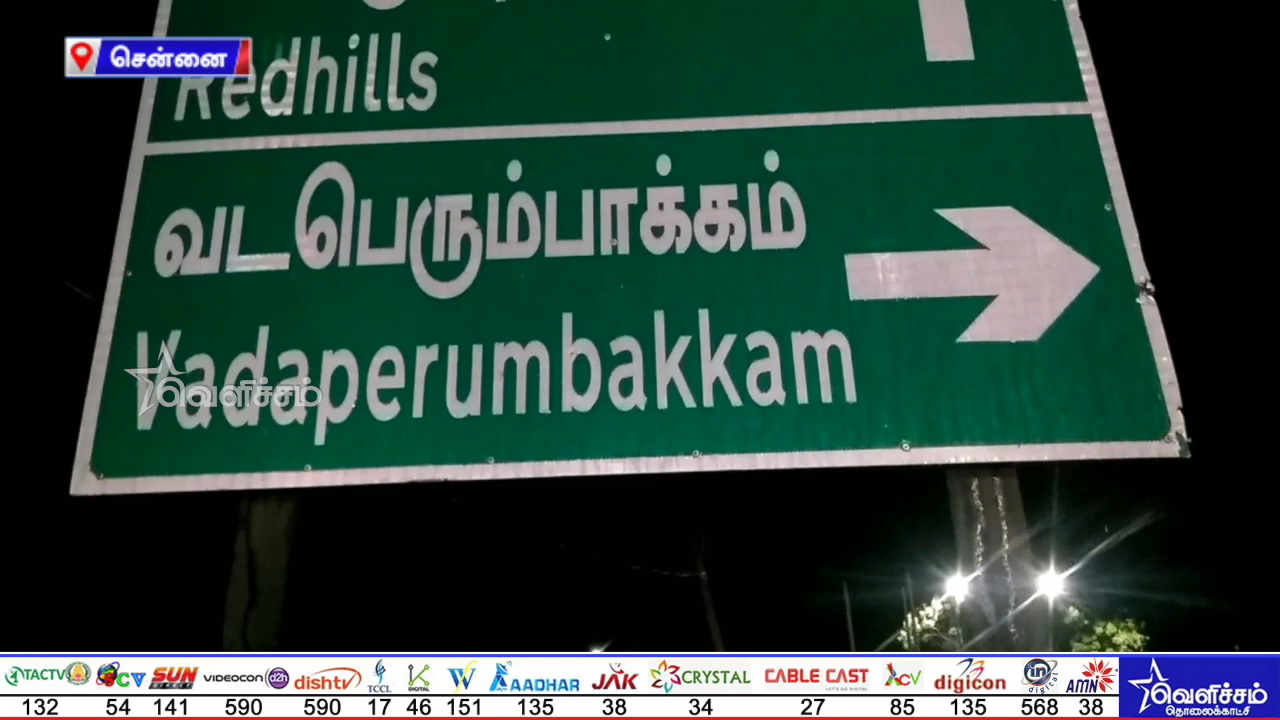 சென்னை
Redhills
வடபெரும்பாக்கம்
Vadaperumbakkam
வெளிச்சம்
TACTV CV SUN VIDEOCON d2h dishtv TCCL K DIGITAL W AADHAR JAK CRYSTAL CABLE CAST LET'S GO DIGITAL ACV digicon in digital AMN
132 54 141 590 590 17 46 151 135 38 34 27 85 135 568 38
வெளிச்சம்
தொலைக்காட்சி